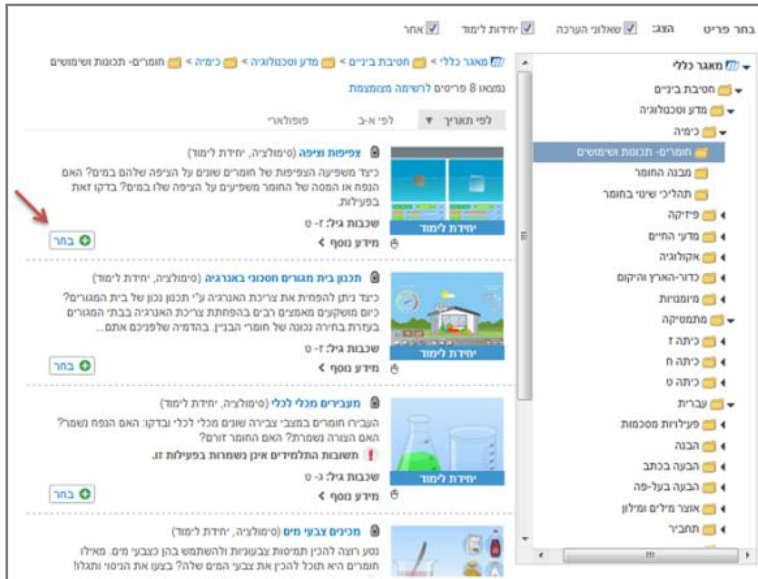 בחר פריט הצג: שאלוני הערכה יחידות לימוד אחר
מאגר כללי
חטיבת ביניים
מדע וטכנולוגיה
כימיה
חומרים- תכונות ושימושים
מבנה החומר
תהליכי שינוי בחומר
פיזיקה
מדעי החיים
אקולוגיה
כדור-הארץ והיקום
מיומנויות
מתמטיקה
כיתה ז
כיתה ח
כיתה ט
עברית
פעילויות מסכמות
הבנה
הבעה בכתב
הבעה בעל-פה
אוצר מילים ומילון
תחביר
מאגר כללי > חטיבת ביניים > מדע וטכנולוגיה > כימיה > חומרים- תכונות ושימושים
נמצאו 8 פריטים לרשימה מצומצמת
לפי תאריך ▼ לפי א-ב פופולארי
צפיפות וציפה (סימולציה, יחידת לימוד)
כיצד משפיעה הצפיפות של חומרים שונים על הציפה שלהם במים? האם
הנפח או המסה של החומר משפיעים על הציפה שלו במים? בדקו זאת
בפעילות.
יחידת לימוד
שכבות גיל: ז- ט
מידע נוסף
בחר
תכנון בית מגורים חסכוני באנרגיה (סימולציה, יחידת לימוד)
כיצד ניתן להפחית את צריכת האנרגיה ע"י תכנון נכון של בית המגורים?
כיום מושקעים מאמצים רבים בהפחתת צריכת האנרגיה בבתי המגורים
בעזרת בחירה נכונה של חומרי הבניין. בהדמיה שלפניכם אתם...
יחידת לימוד
שכבות גיל: ז- ט
מידע נוסף
בחר
מעבירים מכלי לכלי (סימולציה, יחידת לימוד)
העבירו חומרים במצבי צבירה שונים מכלי לכלי ובדקו: האם הנפח נשמר?
האם הצורה נשמרת? האם החומר זורם?
תשובות התלמידים אינן נשמרות בפעילות זו.
יחידת לימוד
שכבות גיל: ג- ט
מידע נוסף
בחר
מכינים צבעי מים (סימולציה, יחידת לימוד)
נטע רוצה להכין תמיסות צבעוניות ולהשתמש בהן כצבעי מים. מאילו
חומרים היא תוכל להכין את צבעי המים שלה? בצעו את הניסוי ותגלו!